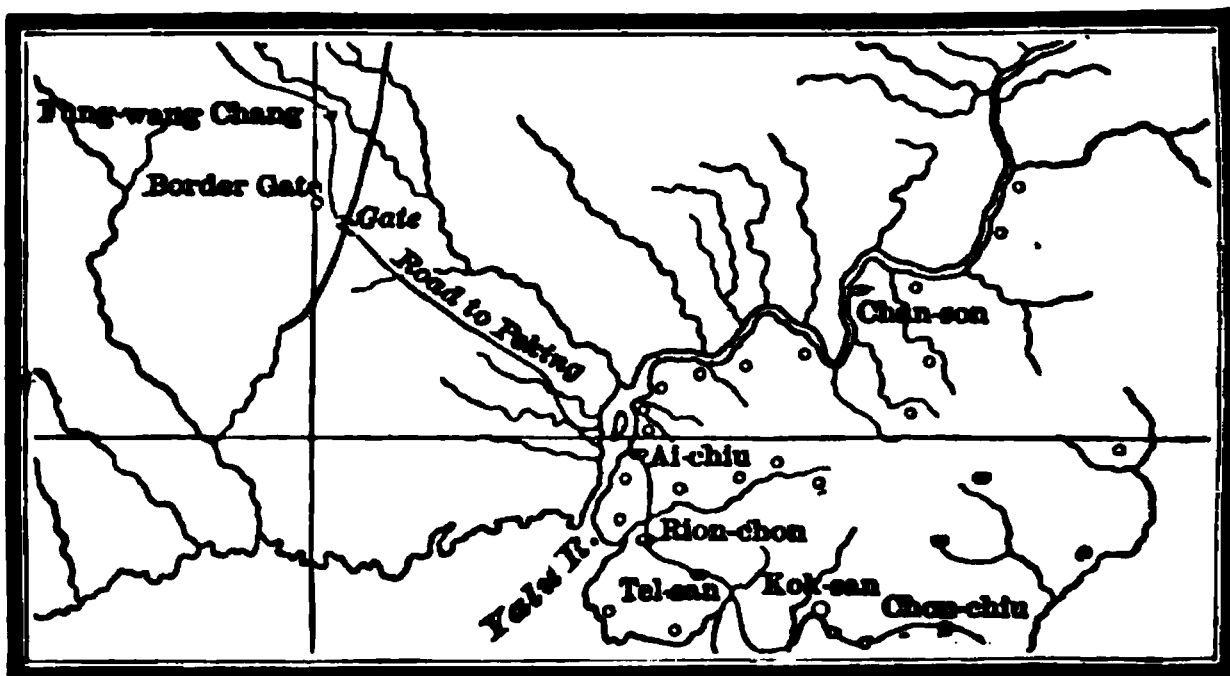 Fung-wang Chang
Border Gate
Gate
Road to Peking
Chan-son
Ai-chiu
Rion-chon
Yalu R.
Tel-san
Kok-san
Chon-chiu